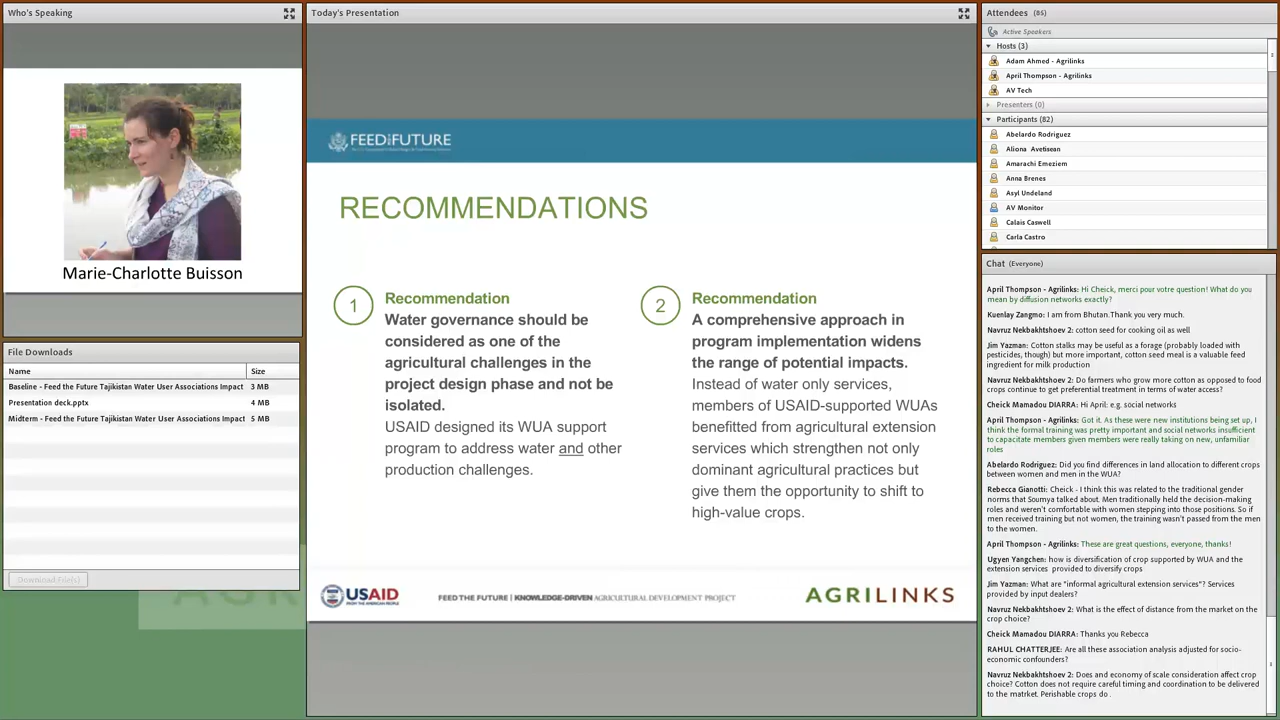 Who's Speaking
Marie-Charlotte Buisson
File Downloads
Name Size
Baseline - Feed the Future Tajikistan Water User Associations Impact 3 MB
Presentation deck.pptx 4 MB
Midterm - Feed the Future Tajikistan Water User Associations Impact 5 MB
Download File(s)
Today's Presentation
FEED THE FUTURE
RECOMMENDATIONS
1
Recommendation
Water governance should be
considered as one of the
agricultural challenges in the
project design phase and not be
isolated.
USAID designed its WUA support
program to address water and other
production challenges.
2
Recommendation
A comprehensive approach in
program implementation widens
the range of potential impacts.
Instead of water only services,
members of USAID-supported WUAs
benefitted from agricultural extension
services which strengthen not only
dominant agricultural practices but
give them the opportunity to shift to
high-value crops.
USAID
FROM THE AMERICAN PEOPLE
FEED THE FUTURE | KNOWLEDGE-DRIVEN AGRICULTURAL DEVELOPMENT PROJECT
AGRILINKS
Attendees (85)
Active Speakers
Hosts (3)
Adam Ahmed - Agrilinks
April Thompson - Agrilinks
AV Tech
Presenters (0)
Participants (82)
Abelardo Rodriguez
Aliona Avetisean
Amarachi Emeziem
Anna Brenes
Asyl Undeland
AV Monitor
Calais Caswell
Carla Castro
Chat (Everyone)
April Thompson - Agrilinks: Hi Cheick, merci pour votre question! What do you
mean by diffusion networks exactly?
Kuenlay Zangmo: I am from Bhutan.Thank you very much.
Navruz Nekbakhtshoev 2: cotton seed for cooking oil as well
Jim Yazman: Cotton stalks may be useful as a forage (probably loaded with
pesticides, though) but more important, cotton seed meal is a valuable feed
ingredient for milk production
Navruz Nekbakhtshoev 2: Do farmers who grow more cotton as opposed to food
crops continue to get preferential treatment in terms of water access?
Cheick Mamadou DIARRA: Hi April: e.g. social networks
April Thompson - Agrilinks: Got it. As these were new institutions being set up, I
think the formal training was pretty important and social networks insufficient
to capacitate members given members were really taking on new, unfamiliar
roles
Abelardo Rodriguez: Did you find differences in land allocation to different crops
between women and men in the WUA?
Rebecca Gianotti: Cheick - I think this was related to the traditional gender
norms that Soumya talked about. Men traditionally held the decision-making
roles and weren't comfortable with women stepping into those positions. So if
men received training but not women, the training wasn't passed from the men
to the women.
April Thompson - Agrilinks: These are great questions, everyone, thanks!
Ugyen Yangchen: how is diversification of crop supported by WUA and the
extension services provided to diversify crops
Jim Yazman: What are "informal agricultural extension services"? Services
provided by input dealers?
Navruz Nekbakhtshoev 2: What is the effect of distance from the market on the
crop choice?
Cheick Mamadou DIARRA: Thanks you Rebecca
RAHUL CHATTERJEE: Are all these association analysis adjusted for socio-
economic confounders?
Navruz Nekbakhtshoev 2: Does and economy of scale consideration affect crop
choice? Cotton does not require careful timing and coordination to be delivered
to the martket. Perishable crops do .